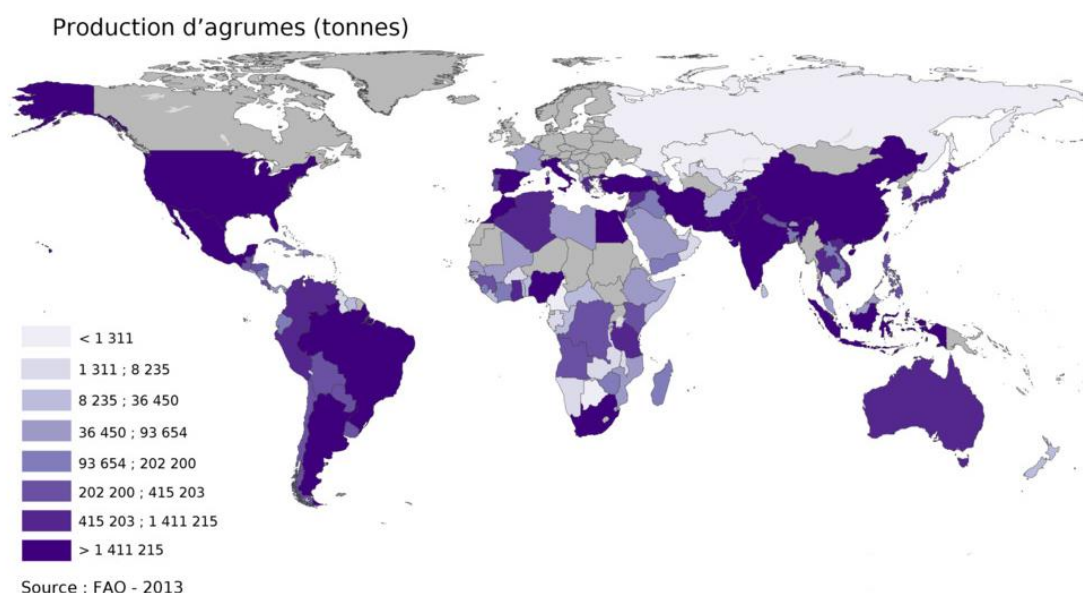 Production d’agrumes (tonnes)
< 1 311
1 311 ; 8 235
8 235 ; 36 450
36 450 ; 93 654
93 654 ; 202 200
202 200 ; 415 203
415 203 ; 1 411 215
> 1 411 215
Source : FAO - 2013